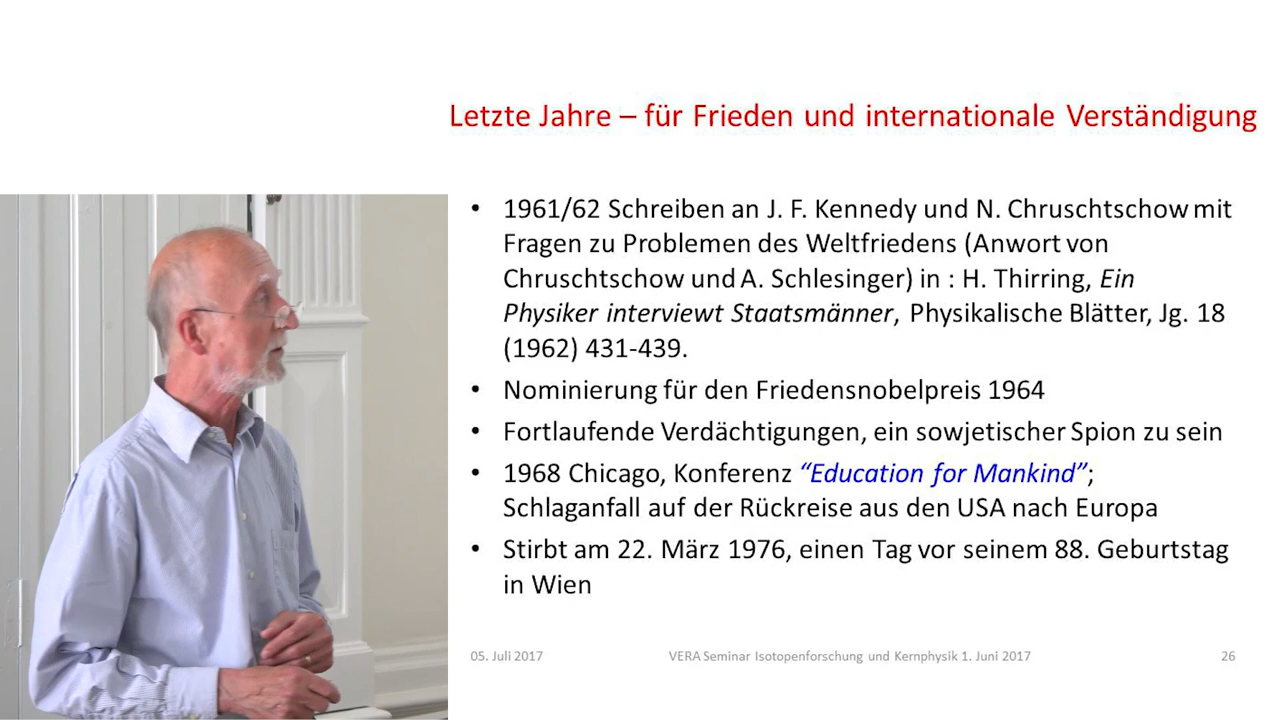 Letzte Jahre – für Frieden und internationale Verständigung
• 1961/62 Schreiben an J. F. Kennedy und N. Chruschtschow mit
Fragen zu Problemen des Weltfriedens (Anwort von
Chruschtschow und A. Schlesinger) in : H. Thirring, Ein
Physiker interviewt Staatsmänner, Physikalische Blätter, Jg. 18
(1962) 431-439.
• Nominierung für den Friedensnobelpreis 1964
• Fortlaufende Verdächtigungen, ein sowjetischer Spion zu sein
• 1968 Chicago, Konferenz “Education for Mankind”;
Schlaganfall auf der Rückreise aus den USA nach Europa
• Stirbt am 22. März 1976, einen Tag vor seinem 88. Geburtstag
in Wien
05. Juli 2017
VERA Seminar Isotopenforschung und Kernphysik 1. Juni 2017
26